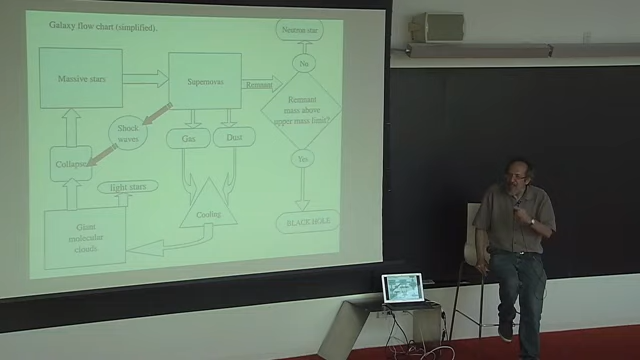 Galaxy flow chart (simplified).
Neutron star
No
Massive stars
Supernovas
Remnant
Remnant
mass above
upper mass limit?
Shock
waves
Gas
Dust
Yes
Collapse
light stars
Cooling
Giant
molecular
clouds.
BLACK HOLE